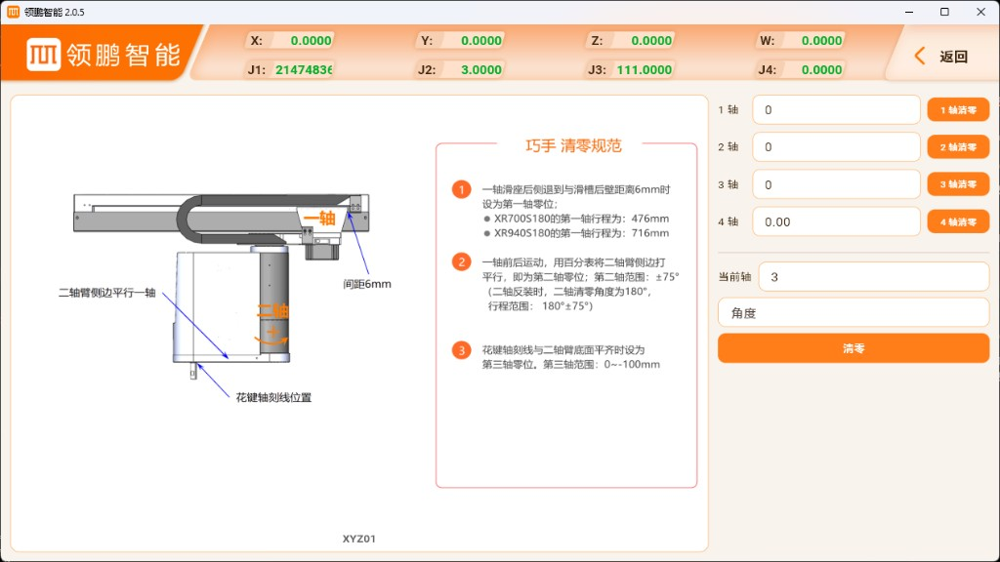 领鹏智能 2.0.5
领鹏智能
X: 0.0000
Y: 0.0000
Z: 0.0000
W: 0.0000
J1: 21474836
J2: 3.0000
J3: 111.0000
J4: 0.0000
返回
一轴
间距6mm
二轴臂侧边平行一轴
二轴
花键轴刻线位置
XYZ01
巧手 清零规范
1 一轴滑座后侧退到与滑槽后壁距离6mm时
设为第一轴零位；
● XR700S180的第一轴行程为：476mm
● XR940S180的第一轴行程为：716mm
2 一轴前后运动，用百分表将二轴臂侧边打
平行，即为第二轴零位；第二轴范围：±75°
（二轴反装时，二轴清零角度为180°，
行程范围： 180°±75°）
3 花键轴刻线与二轴臂底面平齐时设为
第三轴零位。第三轴范围：0~-100mm
1 轴 0 1 轴清零
2 轴 0 2 轴清零
3 轴 0 3 轴清零
4 轴 0.00 4 轴清零
当前轴 3
角度
清零